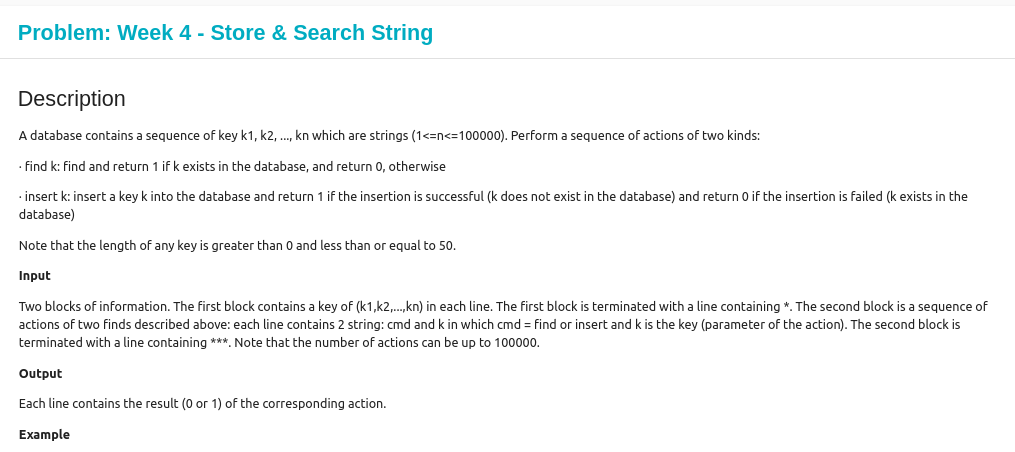 Problem: Week 4 - Store & Search String
Description
A database contains a sequence of key k1, k2, ..., kn which are strings (1<=n<=100000). Perform a sequence of actions of two kinds:
· find k: find and return 1 if k exists in the database, and return 0, otherwise
· insert k: insert a key k into the database and return 1 if the insertion is successful (k does not exist in the database) and return 0 if the insertion is failed (k exists in the
database)
Note that the length of any key is greater than 0 and less than or equal to 50.
Input
Two blocks of information. The first block contains a key of (k1,k2,...,kn) in each line. The first block is terminated with a line containing *. The second block is a sequence of
actions of two finds described above: each line contains 2 string: cmd and k in which cmd = find or insert and k is the key (parameter of the action). The second block is
terminated with a line containing ***. Note that the number of actions can be up to 100000.
Output
Each line contains the result (0 or 1) of the corresponding action.
Example